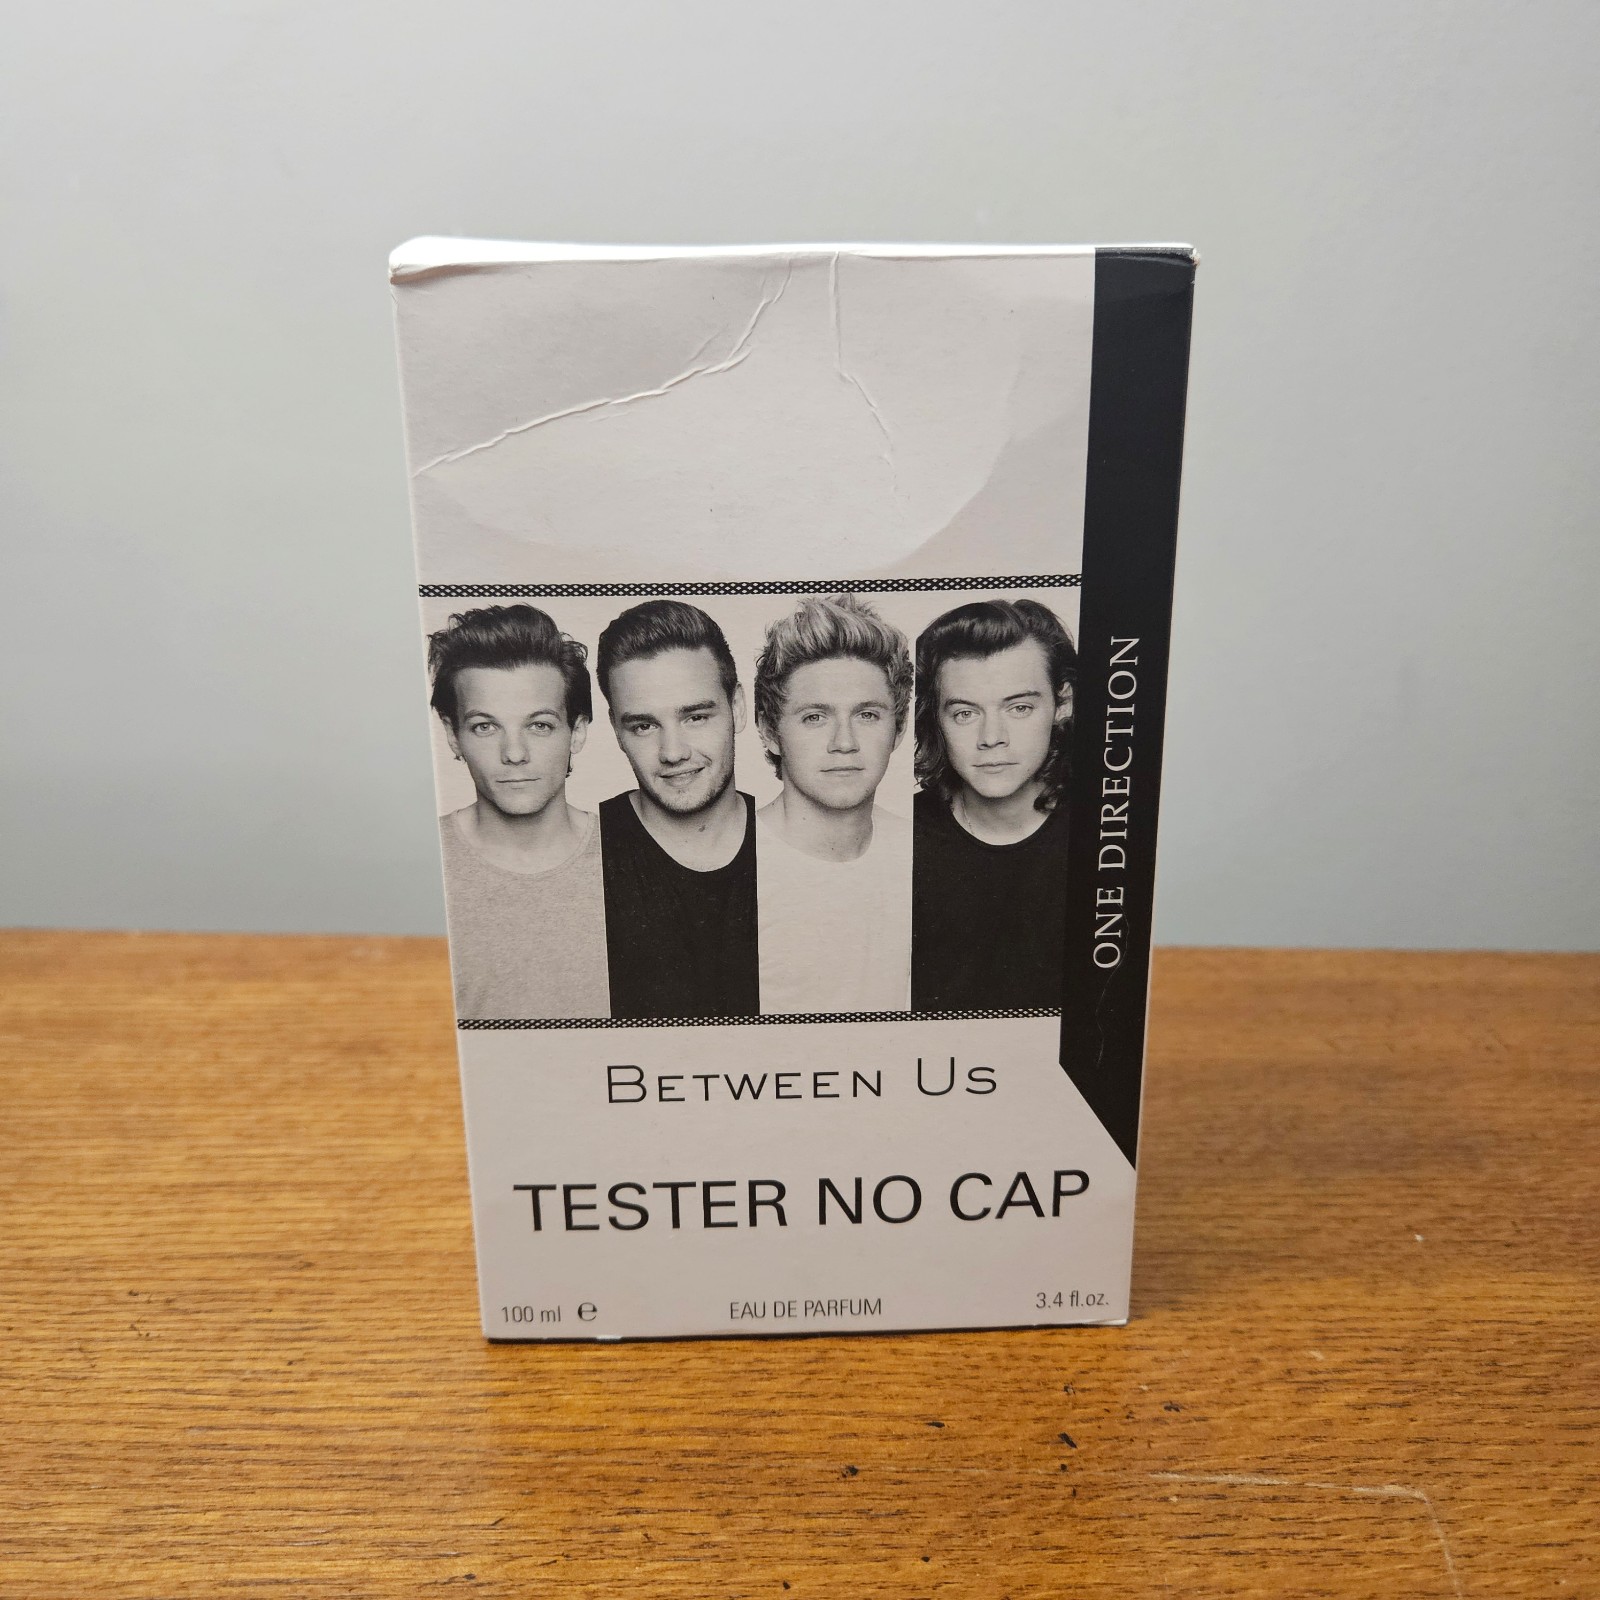 ONE DIRECTION
BETWEEN US
TESTER NO CAP
100 ml ℮
EAU DE PARFUM
3.4 fl.oz.